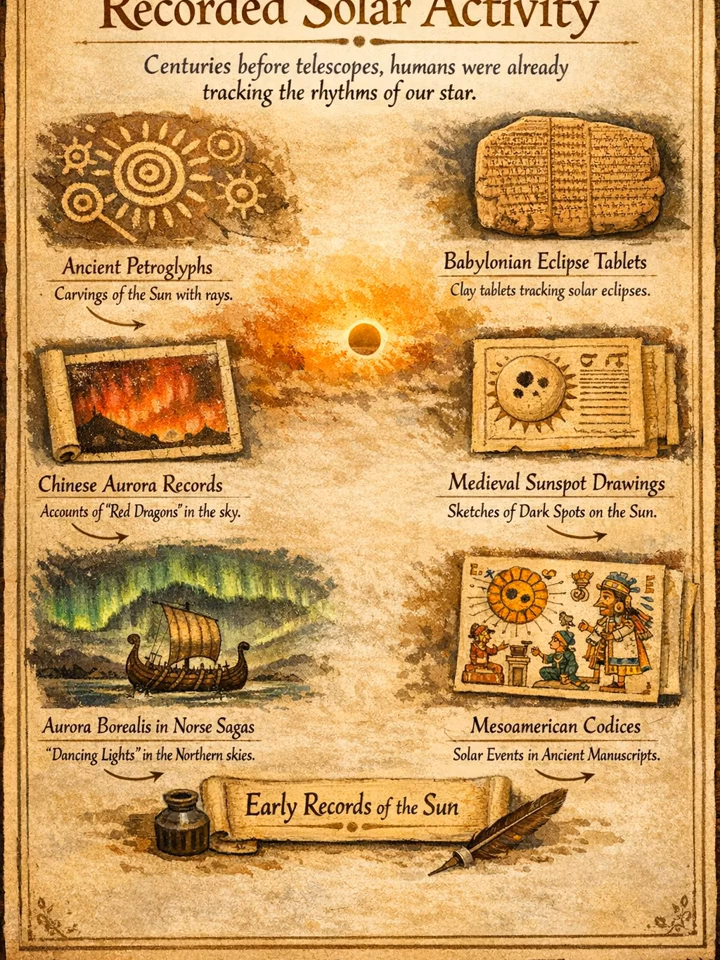 Recorded Solar Activity
Centuries before telescopes, humans were already
tracking the rhythms of our star.
Ancient Petroglyphs
Carvings of the Sun with rays.
Babylonian Eclipse Tablets
Clay tablets tracking solar eclipses.
Chinese Aurora Records
Accounts of "Red Dragons" in the sky.
Medieval Sunspot Drawings
Sketches of Dark Spots on the Sun.
Aurora Borealis in Norse Sagas
"Dancing Lights" in the Northern skies.
Mesoamerican Codices
Solar Events in Ancient Manuscripts.
Early Records of the Sun